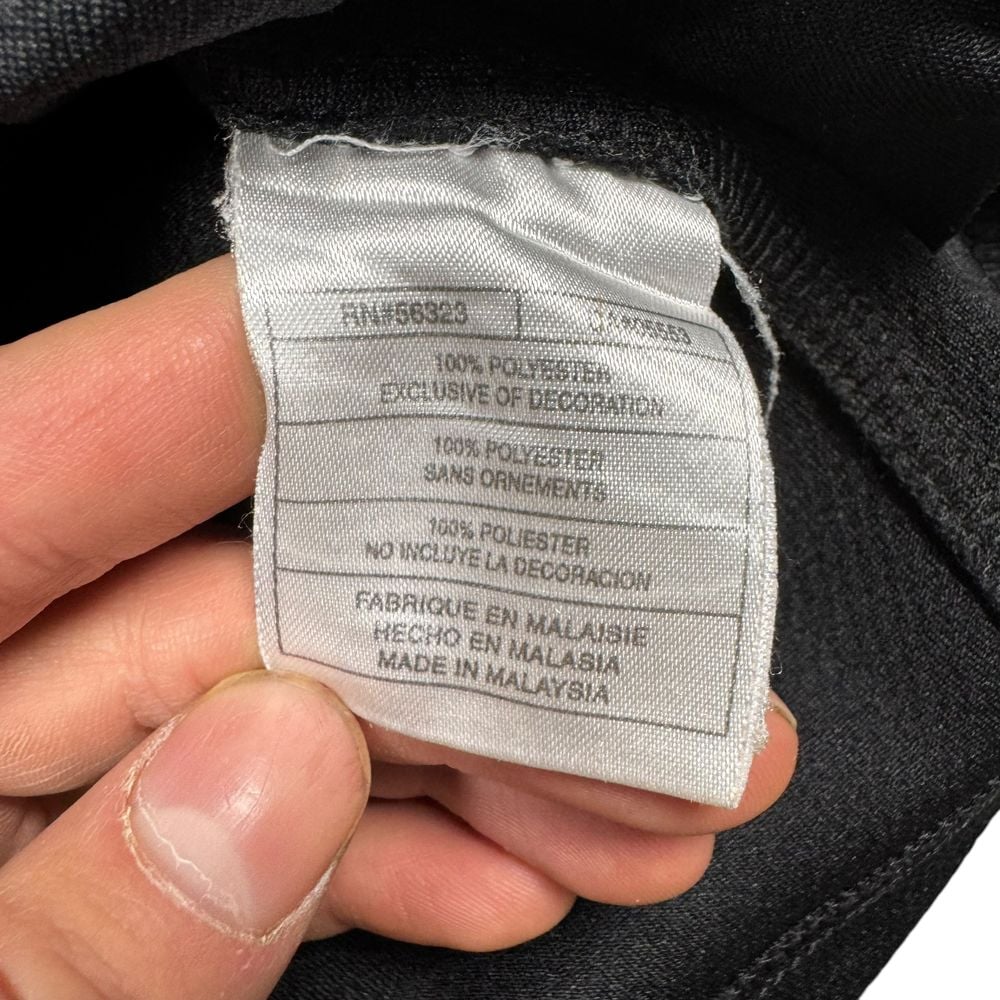 RN#56323
100% POLYESTER
EXCLUSIVE OF DECORATION
100% POLYESTER
SANS ORNEMENTS
100% POLIESTER
NO INCLUYE LA DECORACION
FABRIQUE EN MALAISIE
HECHO EN MALASIA
MADE IN MALAYSIA